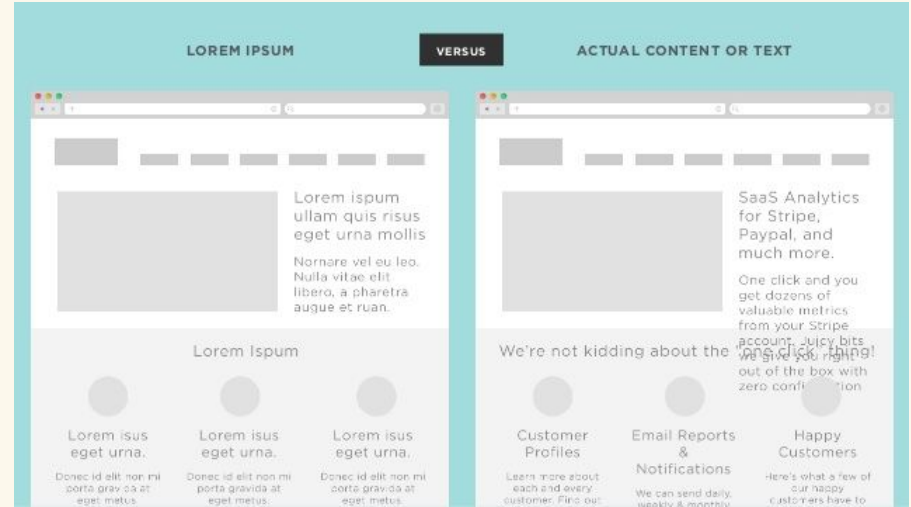 LOREM IPSUM
VERSUS
ACTUAL CONTENT OR TEXT
Lorem ispum
ullam quis risus
eget urna mollis
Nornare vel eu leo.
Nulla vitae elit
libero, a pharetra
augue et ruan.
Lorem Ispum
Lorem isus
eget urna.
Donec id elit non mi
porta gravida at
eget metus.
Lorem isus
eget urna.
Donec id elit non mi
porta gravida at
eget metus.
Lorem isus
eget urna.
Donec id elit non mi
porta gravida at
eget metus.
SaaS Analytics
for Stripe,
Paypal, and
much more.
One click and you
get dozens of
valuable metrics
from your Stripe
account. Juicy bits
we give you right
out of the box with
zero
We're not kidding about the "one click" thing!
Customer
Profiles
Learn more about
each and every
customer. Find out
Email Reports
&
Notifications
We can send daily,
weekly & monthly
Happy
Customers
Here's what a few of
our happy
customers have to